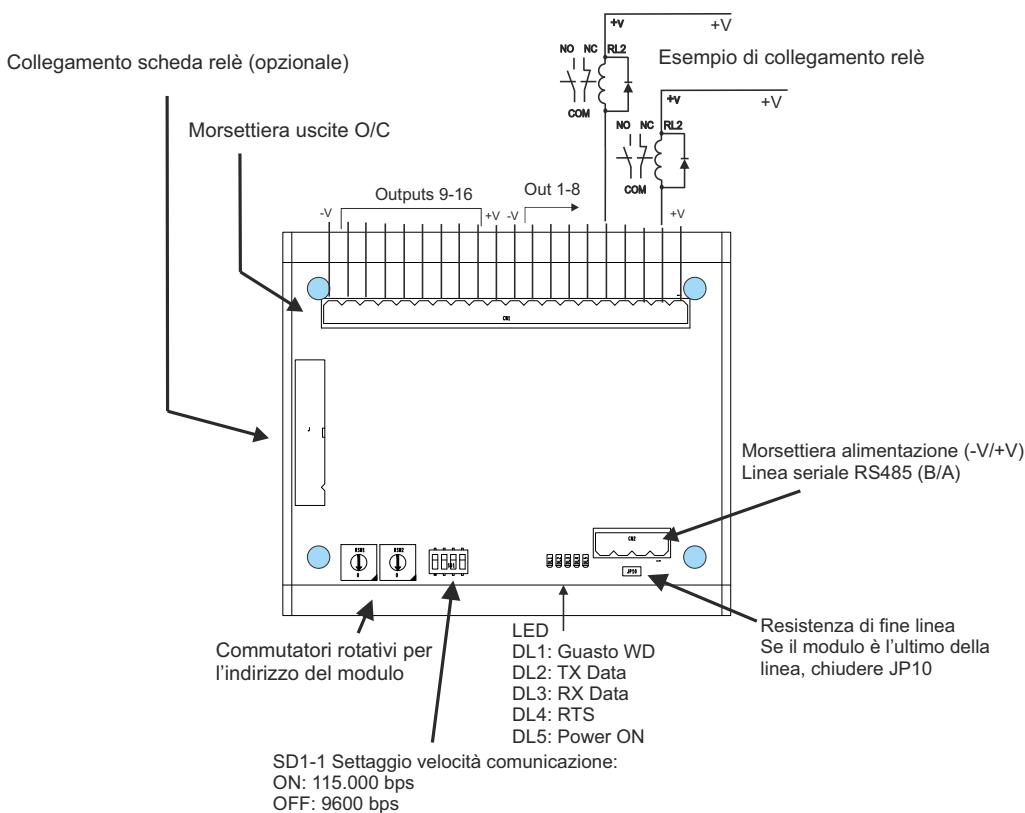 +V
+V
NO NC RL2
Esempio di collegamento relè
Collegamento scheda relè (opzionale)
+V
+V
COM
Morsettiera uscite O/C
NO NC RL2
COM
Outputs 9-16
Out 1-8
-V
+V -V
+V
CN1
J
Morsettiera alimentazione (-V/+V)
Linea seriale RS485 (B/A)
CN2
RSW1
RSW2
0
0
JP10
Resistenza di fine linea
Se il modulo è l'ultimo della
linea, chiudere JP10
Commutatori rotativi per
l'indirizzo del modulo
LED
DL1: Guasto WD
DL2: TX Data
DL3: RX Data
DL4: RTS
DL5: Power ON
SD1-1 Settaggio velocità comunicazione:
ON: 115.000 bps
OFF: 9600 bps